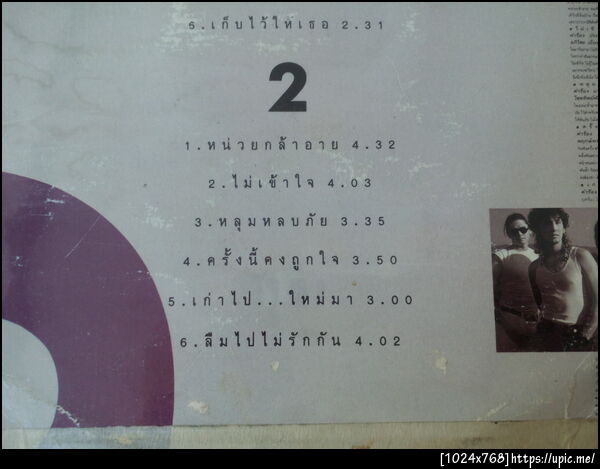 5.เก็บไว้ให้เธอ 2.31
2
1.หน่วยกล้าอาย 4.32
2.ไม่เข้าใจ 4.03
3.หลุมหลบภัย 3.35
4.ครั้งนี้คงถูกใจ 3.50
5.เก่าไป...ใหม่มา 3.00
6.ลืมไปไม่รักกัน 4.02
[1024x768]https://upic.me/